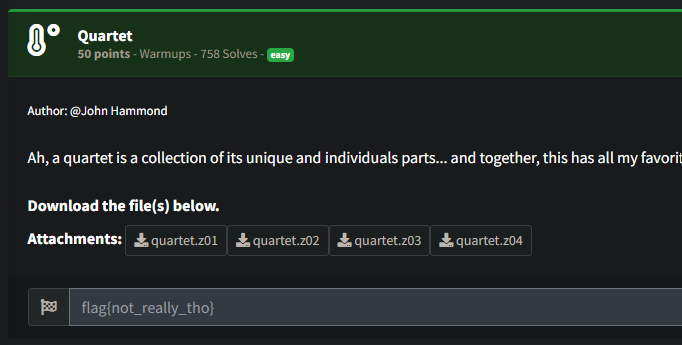 Quartet
50 points - Warmups - 758 Solves - easy
Author: @John Hammond
Ah, a quartet is a collection of its unique and individuals parts... and together, this has all my favorit
Download the file(s) below.
Attachments: quartet.z01 quartet.z02 quartet.z03 quartet.z04
flag{not_really_tho}